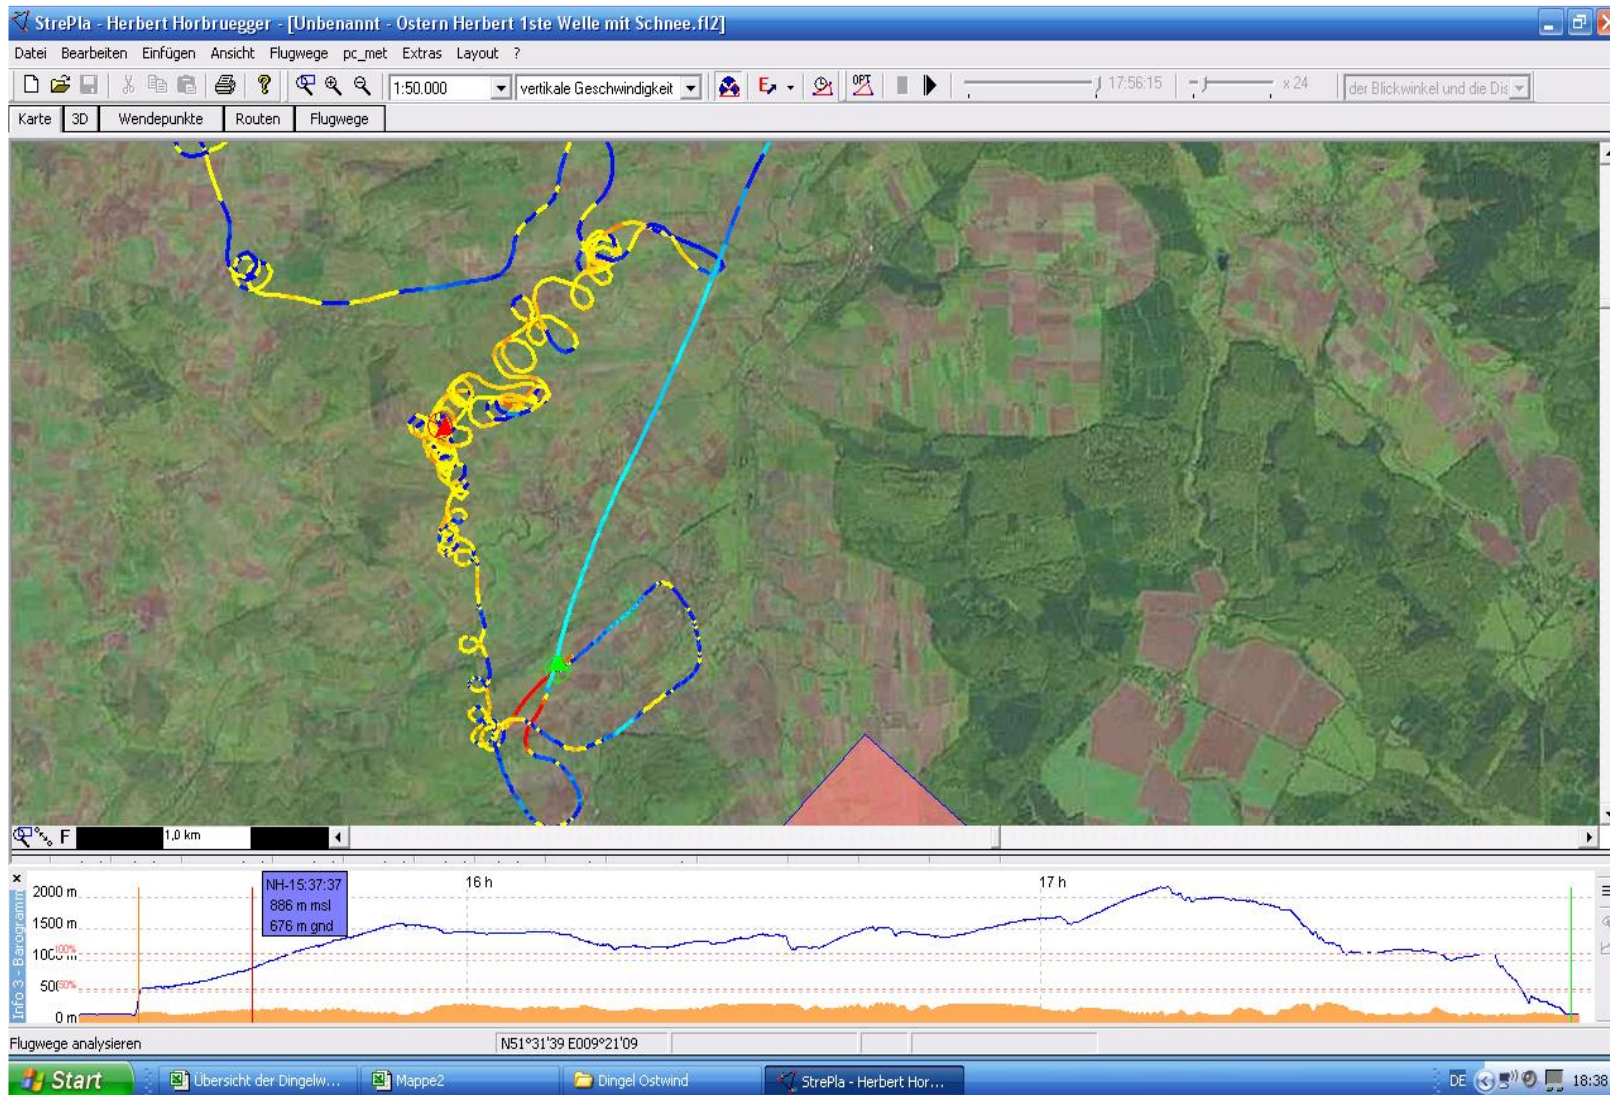 StrePla - Herbert Horbruegger - [Unbenannt - Ostern Herbert 1ste Welle mit Schnee.fl2]
Datei Bearbeiten Einfügen Ansicht Flugwege pc_met Extras Layout ?
1:50.000 vertikale Geschwindigkeit E OPT 17:56:15 x 24 der Blickwinkel und die Dis
Karte 3D Wendepunkte Routen Flugwege
F 1,0 km
NH-15:37:37
886 m msl
676 m gnd
16 h 17 h
2000 m
1500 m
100%
50%
0 m
Info 3 - Barogramm
Flugwege analysieren N51°31'39 E009°21'09
Start Übersicht der Dingelw... Mappe2 Dingel Ostwind StrePla - Herbert Hor... DE 18:38